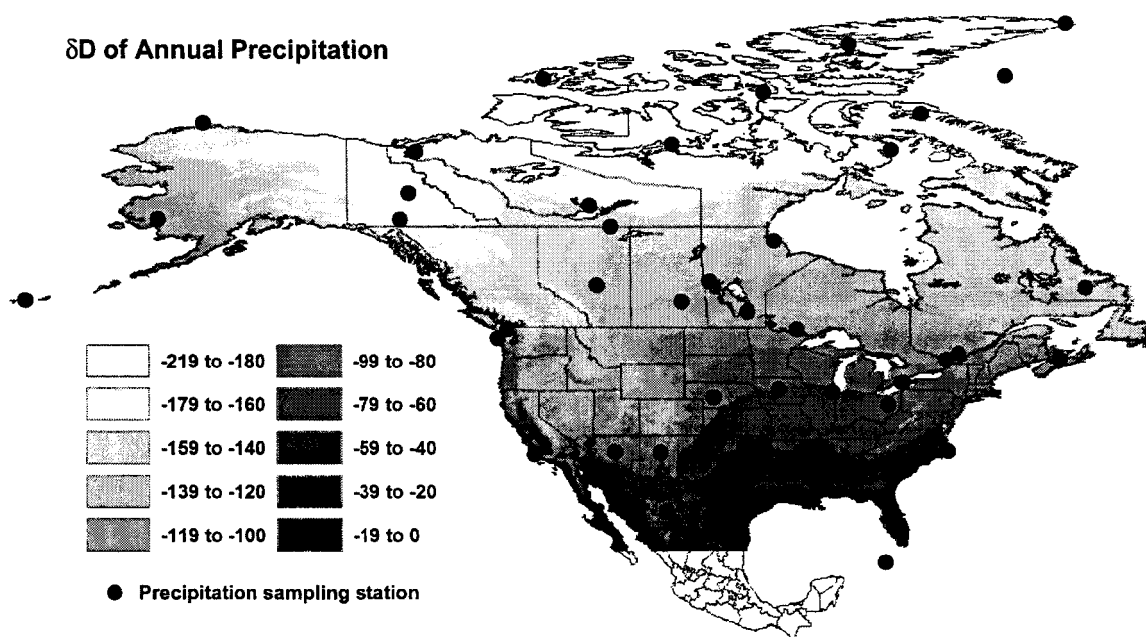 δD of Annual Precipitation
-219 to -180
-179 to -160
-159 to -140
-139 to -120
-119 to -100
-99 to -80
-79 to -60
-59 to -40
-39 to -20
-19 to 0
Precipitation sampling station